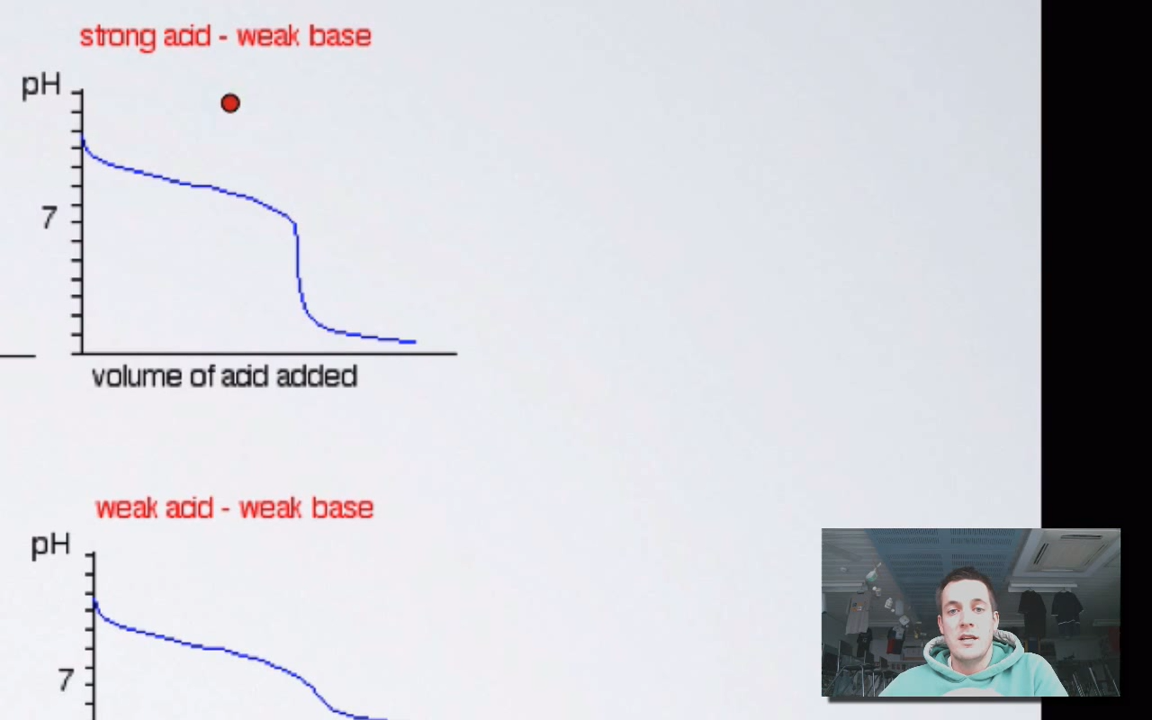 strong acid - weak base
pH
7
volume of acid added
weak acid - weak base
pH
7